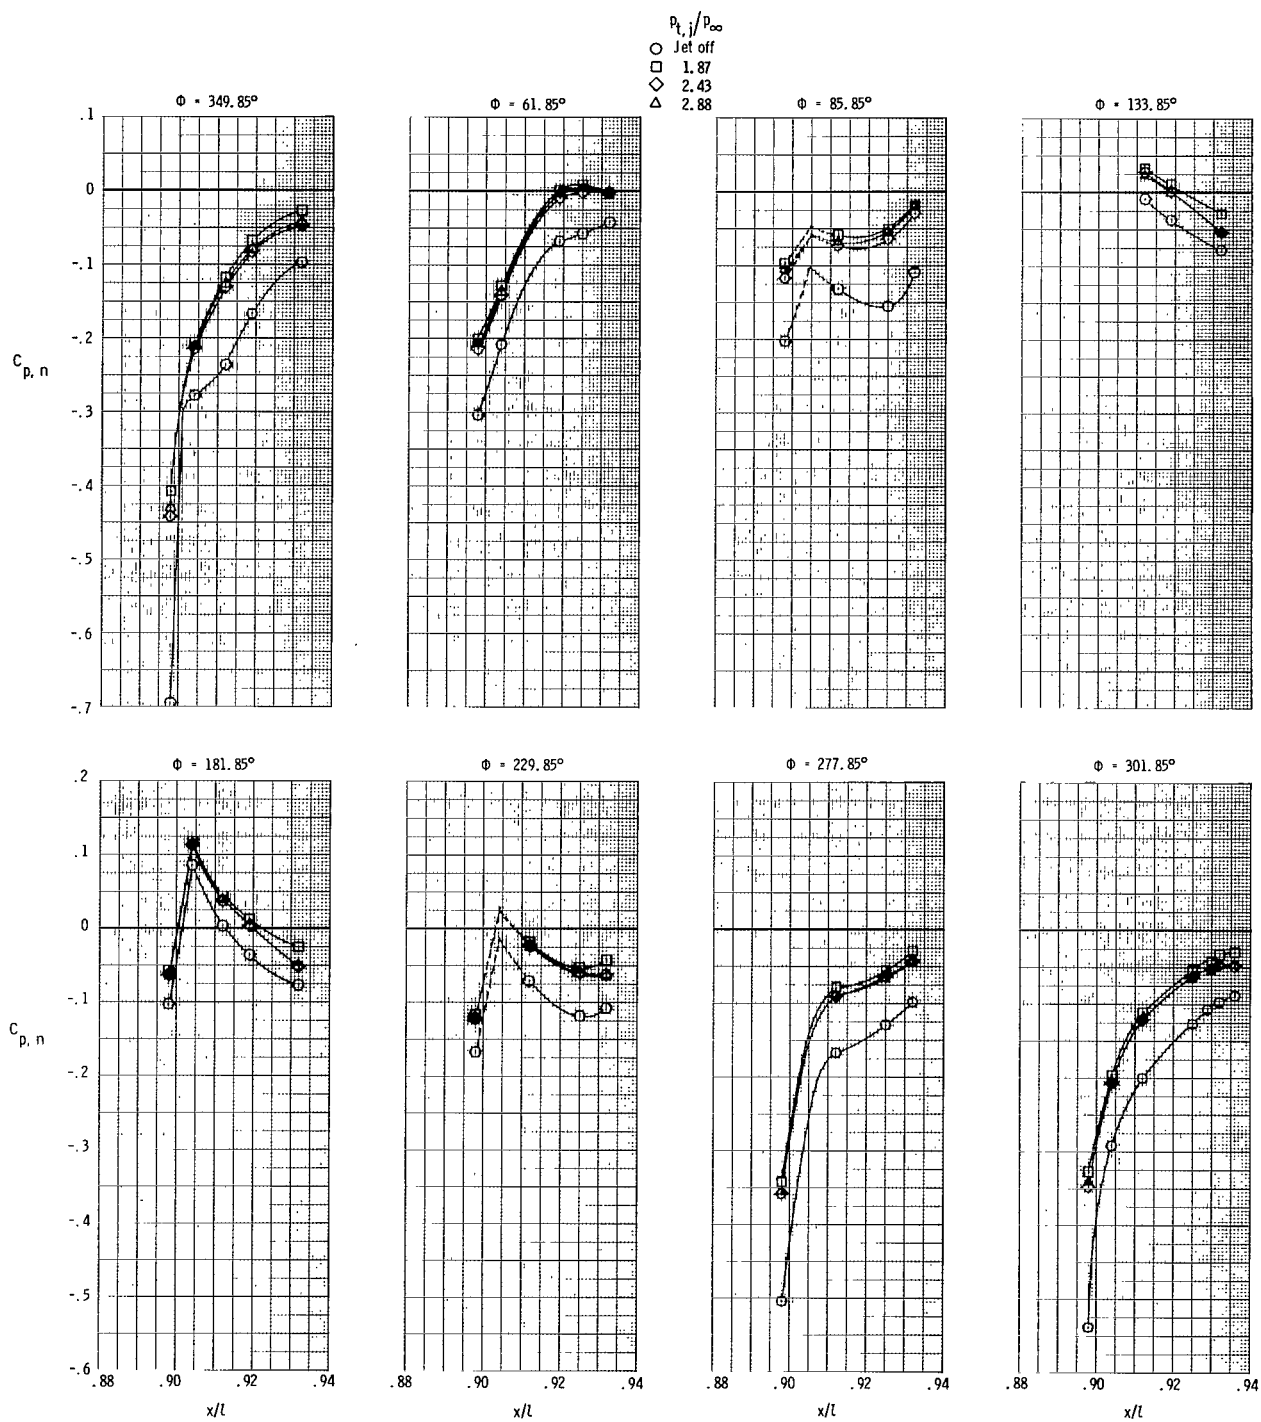 p_t,j/p_∞
Jet off
1.87
2.43
2.88
Φ = 349.85°
Φ = 61.85°
Φ = 85.85°
Φ = 133.85°
.1
0
-.1
-.2
C_p,n
-.3
-.4
-.5
-.6
-.7
Φ = 181.85°
Φ = 229.85°
Φ = 277.85°
Φ = 301.85°
.2
.1
0
-.1
C_p,n
-.2
-.3
-.4
-.5
-.6
.88 .90 .92 .94 .88 .90 .92 .94 .88 .90 .92 .94 .88 .90 .92 .94
x/l x/l x/l x/l